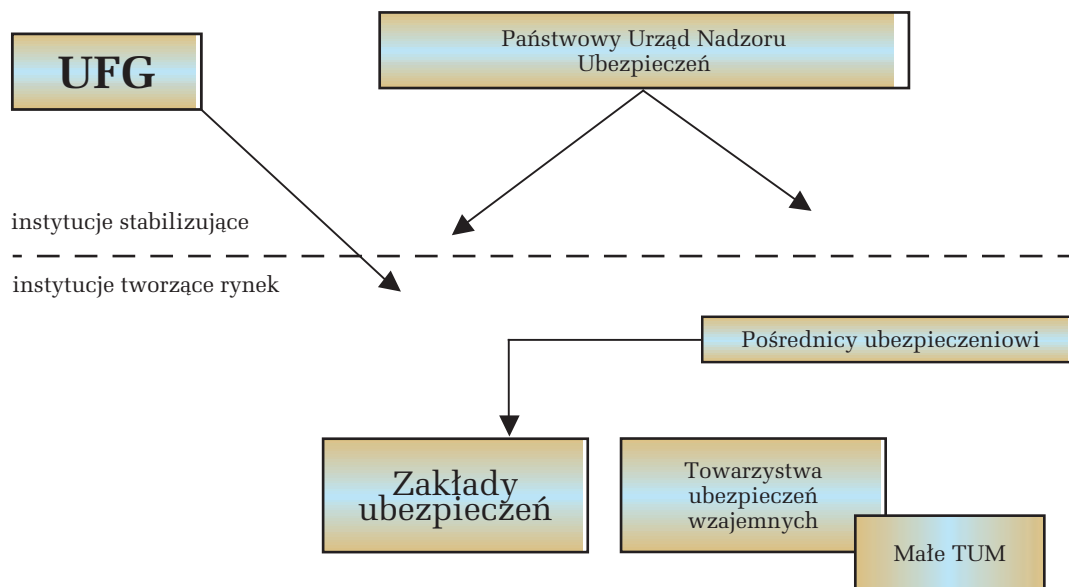 UFG
Państwowy Urząd Nadzoru
Ubezpieczeń
instytucje stabilizujące
instytucje tworzące rynek
Pośrednicy ubezpieczeniowi
Zakłady
ubezpieczeń
Towarzystwa
ubezpieczeń
wzajemnych
Małe TUM